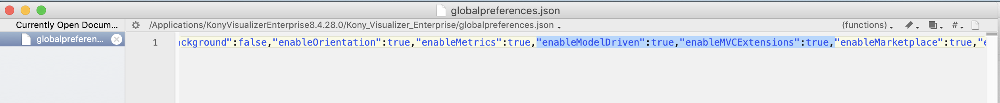 globalpreferences.json
Currently Open Docum...
/Applications/KonyVisualizerEnterprise8.4.28.0/Kony_Visualizer_Enterprise/globalpreferences.json
(functions)
#
globalpreferen...
1
ckground":false,"enableOrientation":true,"enableMetrics":true,"enableModelDriven":true,"enableMVCExtensions":true,"enableMarketplace":true,"e